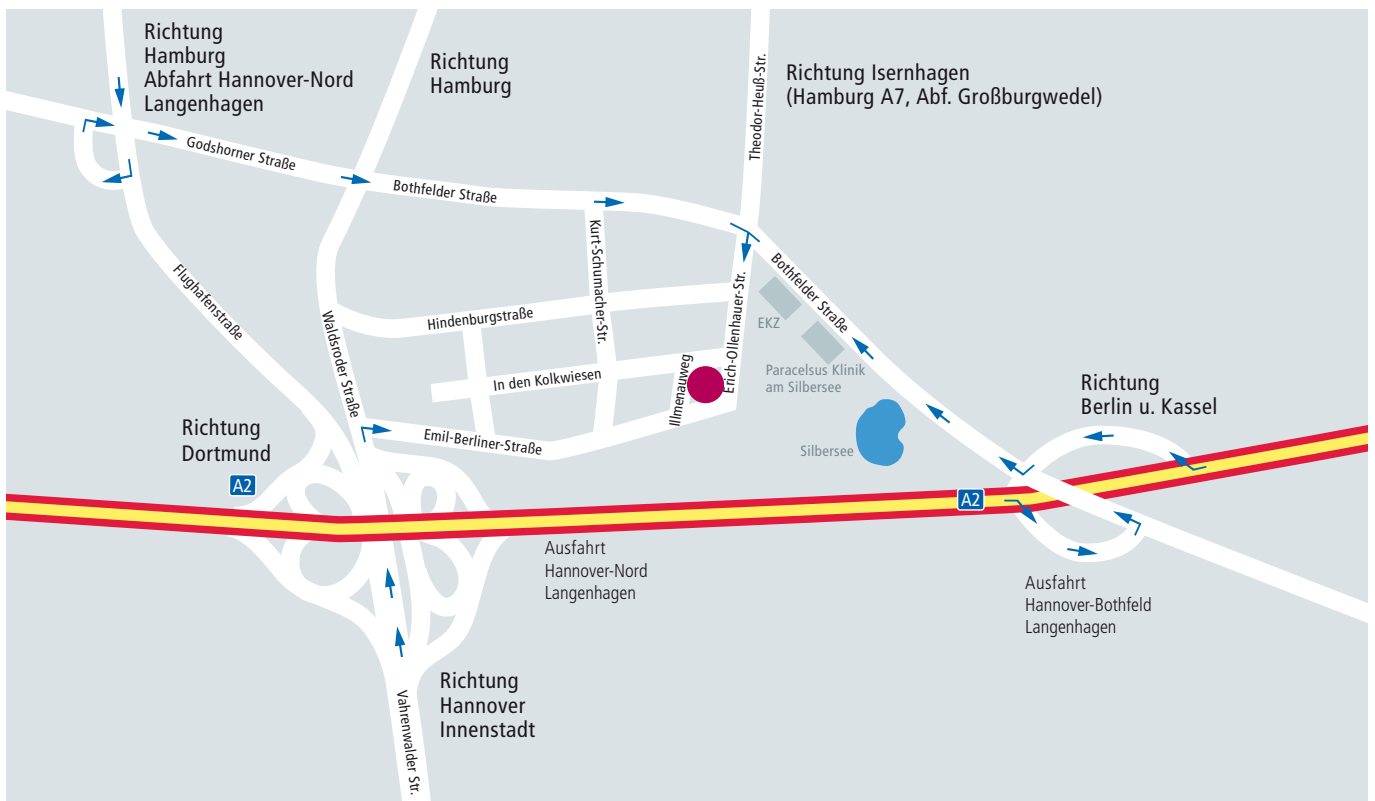 Richtung
Hamburg
Abfahrt Hannover-Nord
Langenhagen
Richtung
Hamburg
Theodor-Heuß-Str.
Richtung Isernhagen
(Hamburg A7, Abf. Großburgwedel)
Godshorner Straße
Bothfelder Straße
Kurt-Schumacher-Str.
Flughafenstraße
Waldsroder Straße
Hindenburgstraße
In den Kolkwiesen
Illmenauweg
Erich-Ollenhauer-Str.
Bothfelder Straße
EKZ
Paracelsus Klinik
am Silbersee
Silbersee
Emil-Berliner-Straße
Richtung
Dortmund
A2
Richtung
Berlin u. Kassel
A2
Ausfahrt
Hannover-Nord
Langenhagen
Ausfahrt
Hannover-Bothfeld
Langenhagen
Richtung
Hannover
Innenstadt
Vahrenwalder Str.